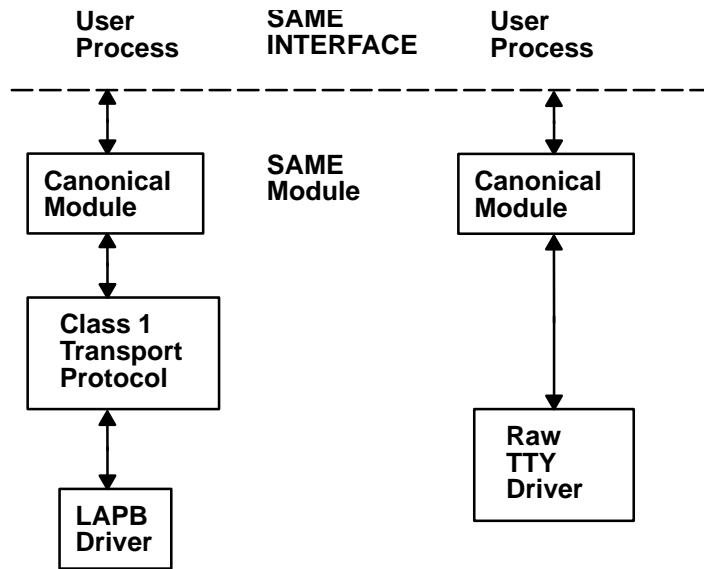 User
Process
SAME
INTERFACE
User
Process
Canonical
Module
SAME
Module
Canonical
Module
Class 1
Transport
Protocol
Raw
TTY
Driver
LAPB
Driver